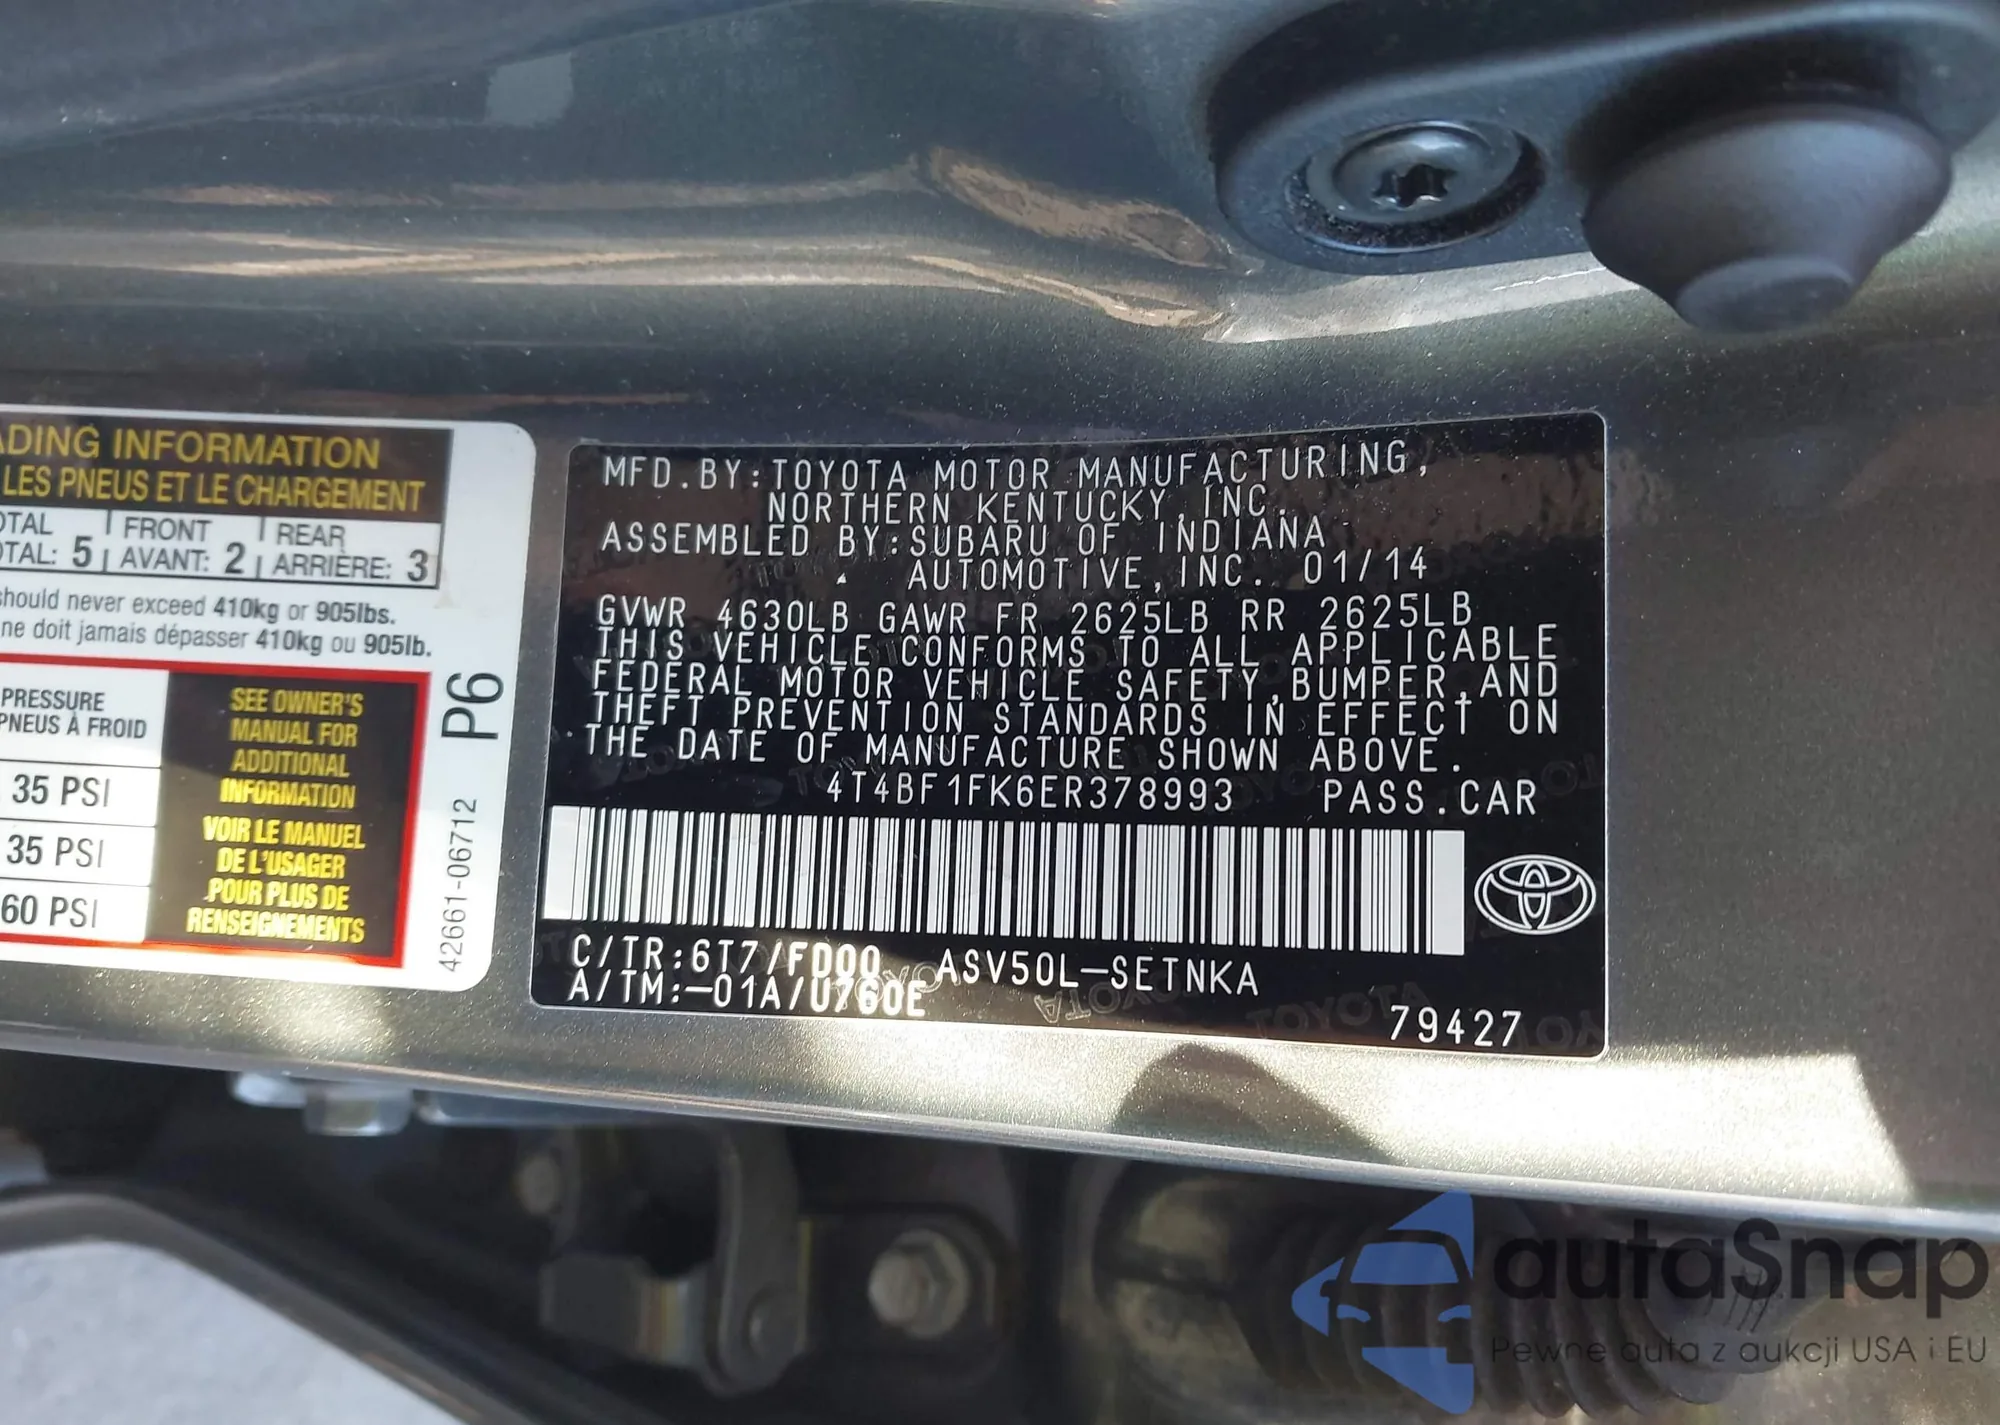 ADING INFORMATION
LES PNEUS ET LE CHARGEMENT
OTAL FRONT REAR
OTAL: 5 AVANT: 2 ARRIÈRE: 3
should never exceed 410kg or 905lbs.
ne doit jamais dépasser 410kg ou 905lb.
PRESSURE
PNEUS À FROID
35 PSI
35 PSI
60 PSI
SEE OWNER'S
MANUAL FOR
ADDITIONAL
INFORMATION
VOIR LE MANUEL
DE L'USAGER
POUR PLUS DE
RENSEIGNEMENTS
P6
42661-06712
MFD.BY:TOYOTA MOTOR MANUFACTURING,
NORTHERN KENTUCKY,INC.
ASSEMBLED BY:SUBARU OF INDIANA
AUTOMOTIVE,INC. 01/14
GVWR 4630LB GAWR FR 2625LB RR 2625LB
THIS VEHICLE CONFORMS TO ALL APPLICABLE
FEDERAL MOTOR VEHICLE SAFETY,BUMPER,AND
THEFT PREVENTION STANDARDS IN EFFECT ON
THE DATE OF MANUFACTURE SHOWN ABOVE.
4T4BF1FK6ER378993 PASS.CAR
C/TR:6T7/FD00 ASV50L-SETNKA
A/TM:-01A/U760E
79427
autaSnap
Pewne auta z aukcji USA i EU